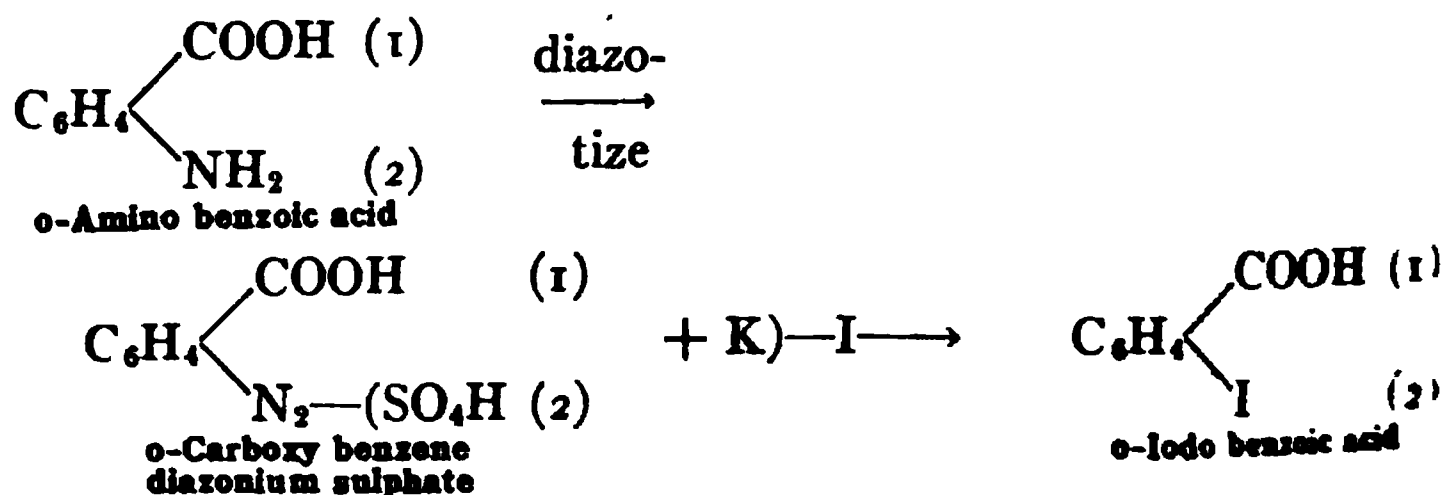 COOH (1)
diazo-
C₆H₄
tize
NH₂ (2)
o-Amino benzoic acid
COOH (1)
COOH (1)
C₆H₄
+ K)—I
C₆H₄
N₂—(SO₄H (2)
I (2)
o-Carboxy benzene
diazonium sulphate
o-Iodo benzoic acid